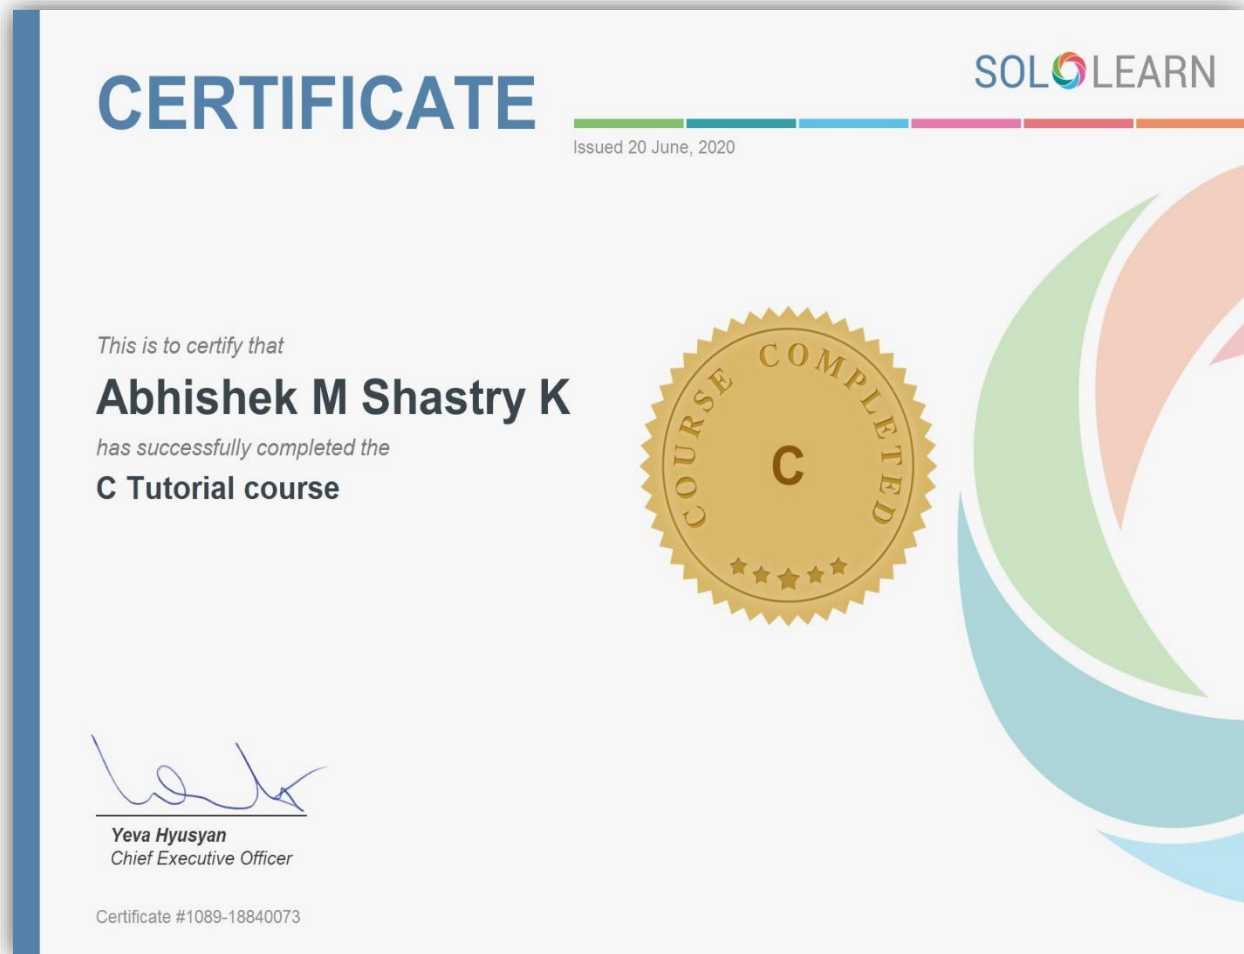 CERTIFICATE
SOLOLEARN
Issued 20 June, 2020
This is to certify that
Abhishek M Shastry K
has successfully completed the
C Tutorial course
COURSE COMPLETED
C
Yeva Hyusyan
Chief Executive Officer
Certificate #1089-18840073